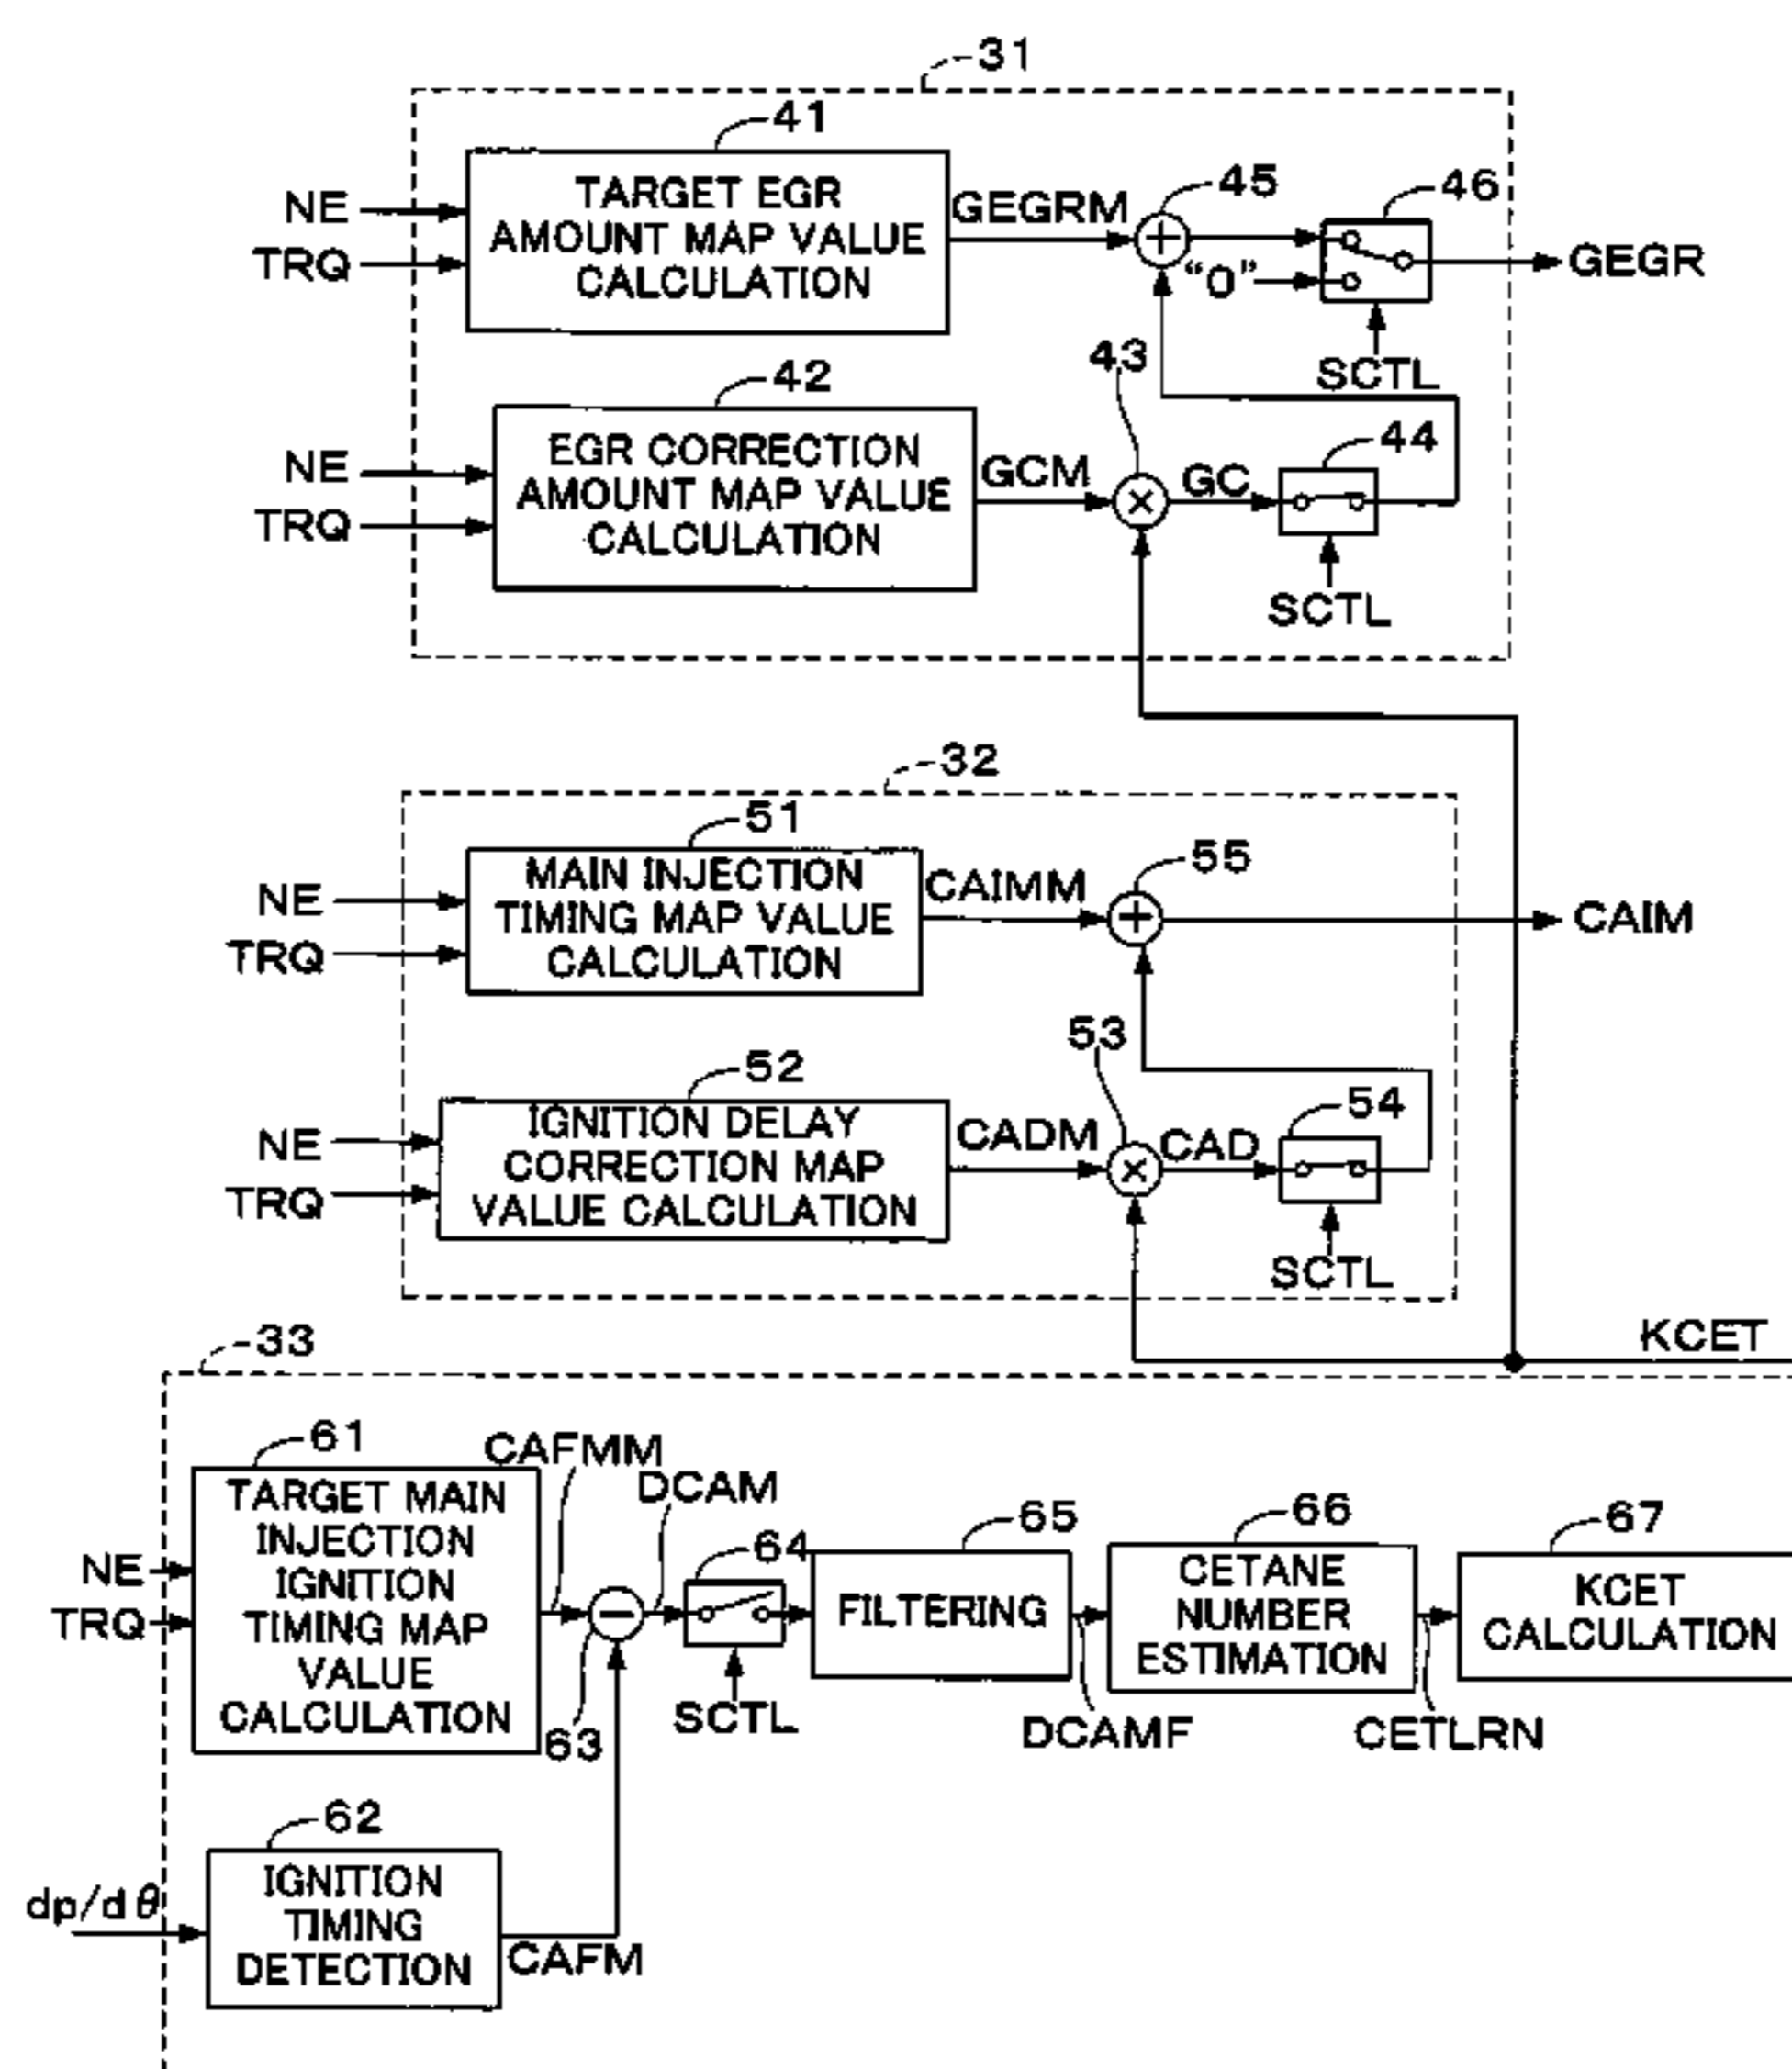 31
41
NE
TRQ
TARGET EGR
AMOUNT MAP VALUE
CALCULATION
GEGRM
45
46
"0"
GEGR
SCTL
42
NE
TRQ
EGR CORRECTION
AMOUNT MAP VALUE
CALCULATION
GCM
43
GC
44
SCTL
32
51
NE
TRQ
MAIN INJECTION
TIMING MAP VALUE
CALCULATION
CAIMM
55
CAIM
52
NE
TRQ
IGNITION DELAY
CORRECTION MAP
VALUE CALCULATION
CADM
53
CAD
54
SCTL
KCET
33
61
NE
TRQ
TARGET MAIN
INJECTION
IGNITION
TIMING MAP
VALUE
CALCULATION
CAFMM
DCAM
63
64
SCTL
65
FILTERING
DCAMF
66
CETANE
NUMBER
ESTIMATION
CETLRN
67
KCET
CALCULATION
62
dp/dθ
IGNITION
TIMING
DETECTION
CAFM